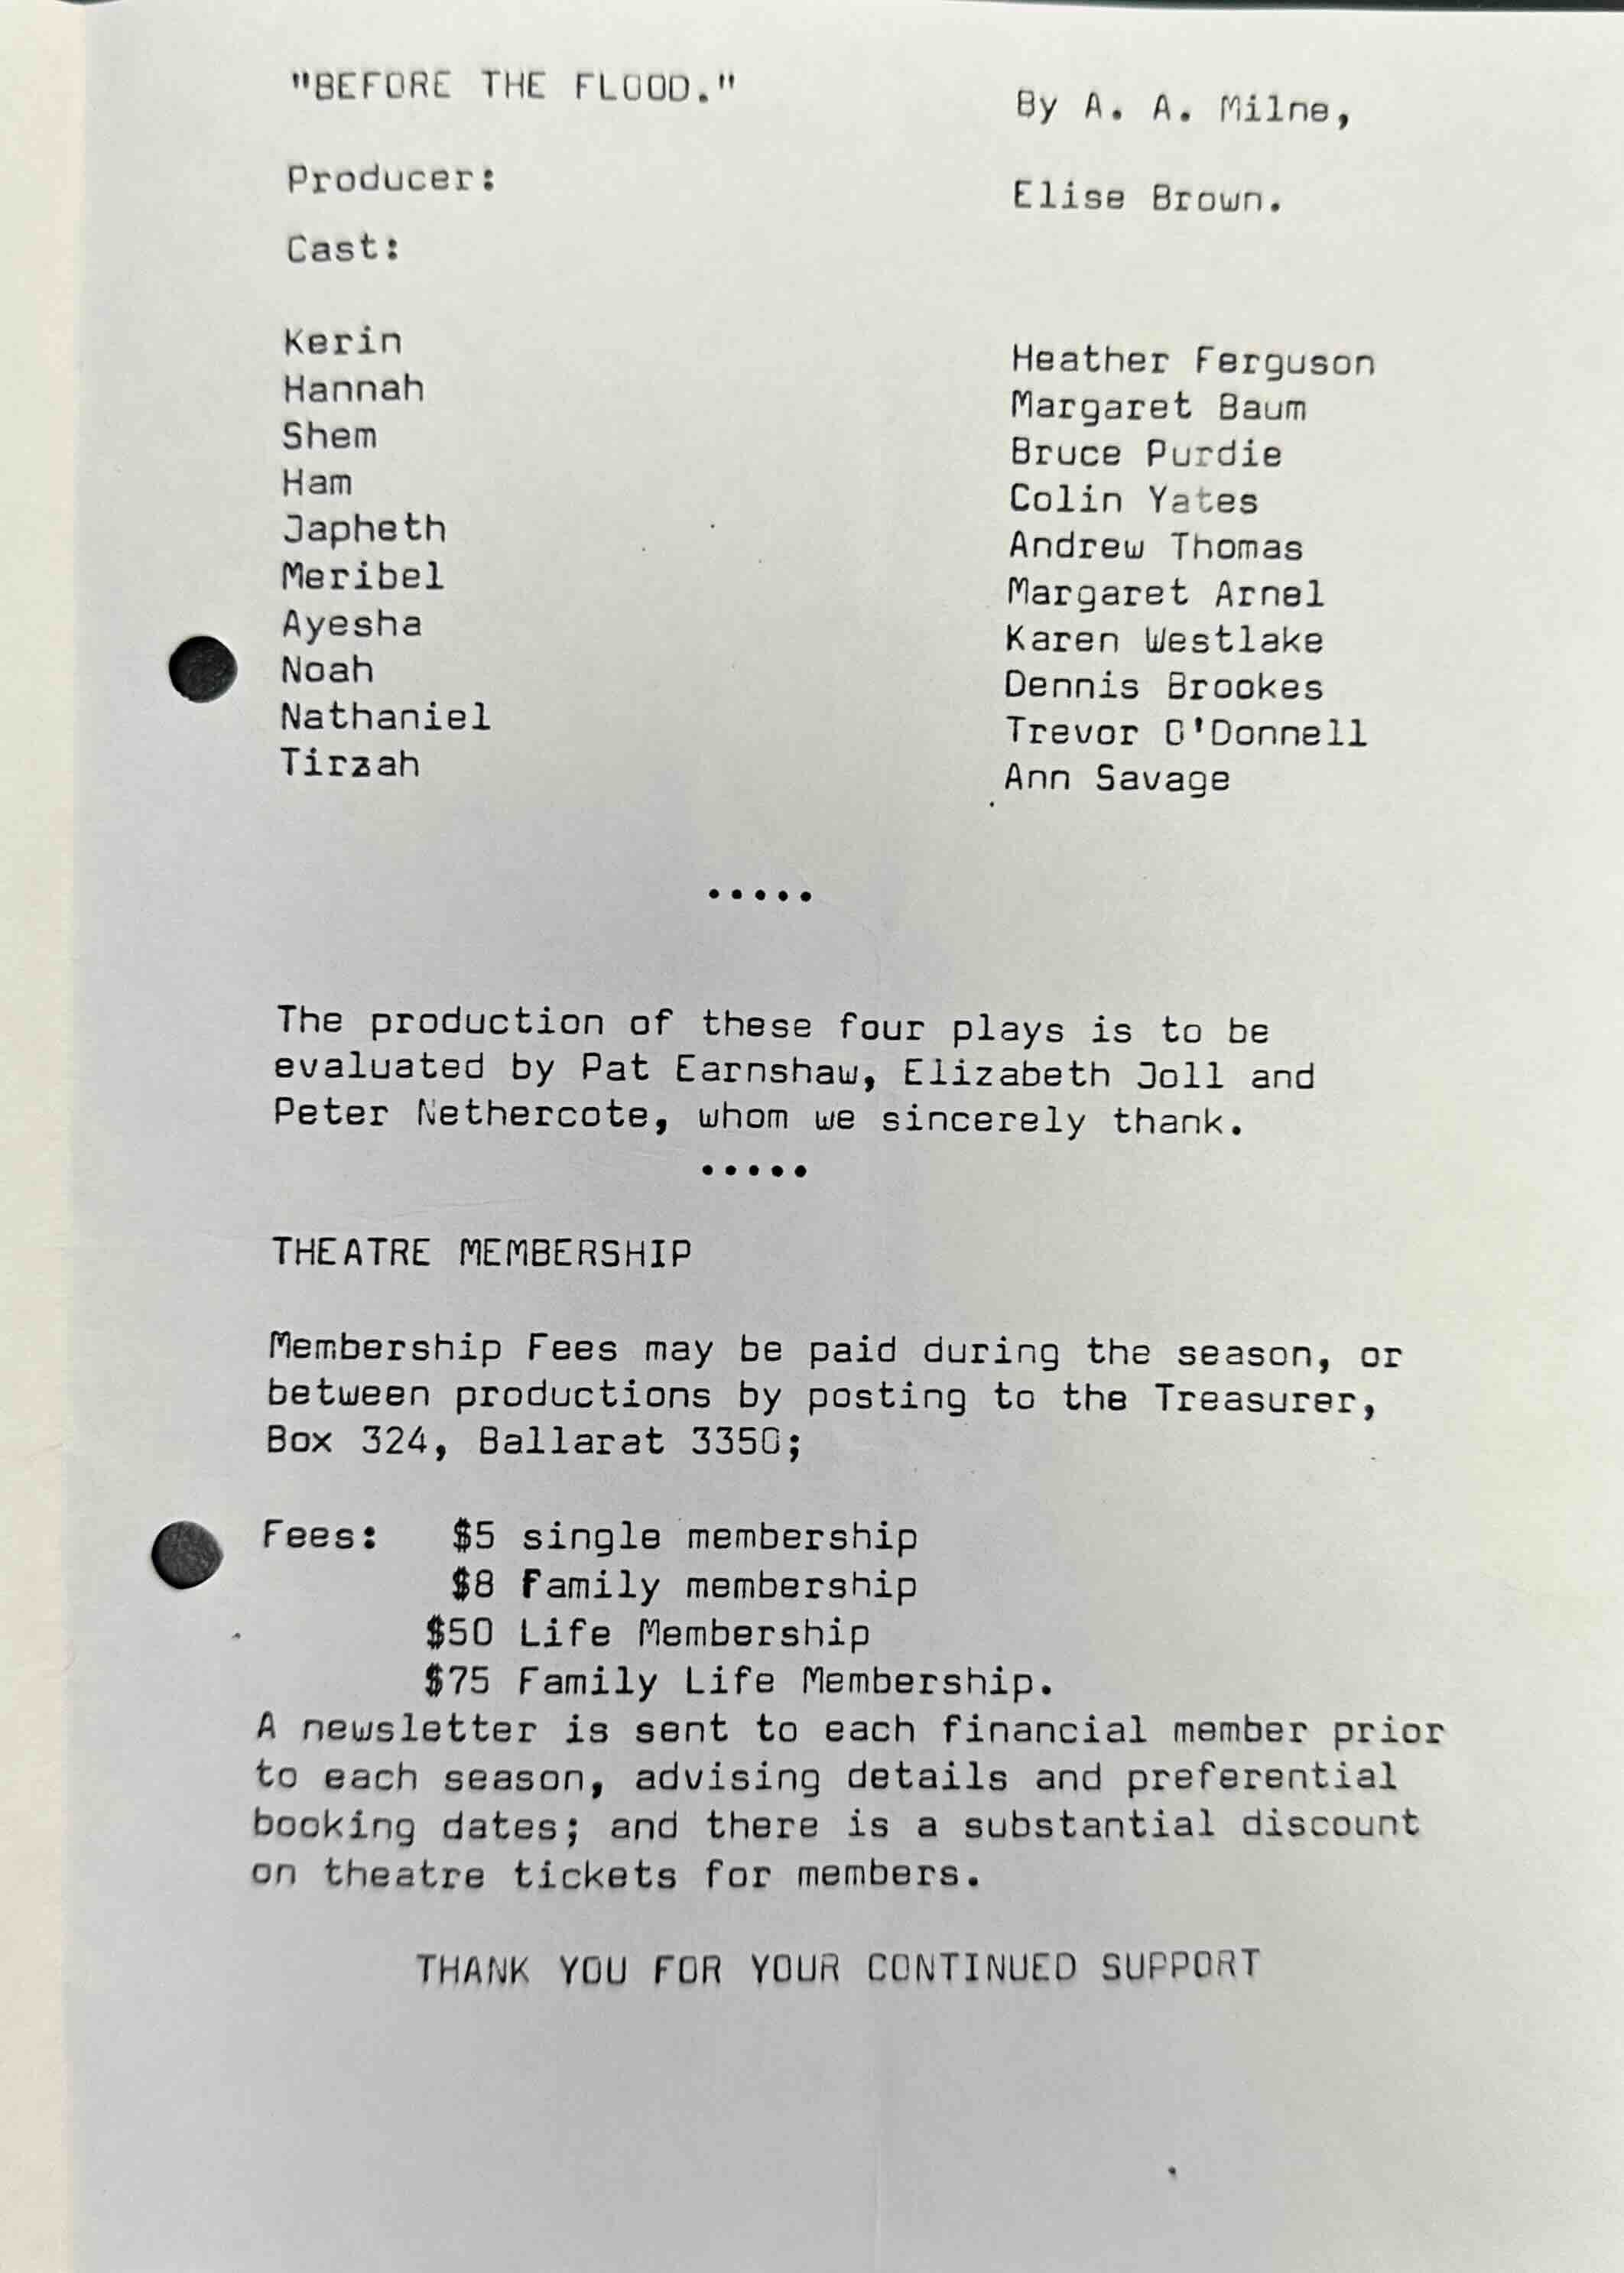 "BEFORE THE FLOOD." By A. A. Milne,
Producer: Elise Brown.
Cast:
Kerin Heather Ferguson
Hannah Margaret Baum
Shem Bruce Purdie
Ham Colin Yates
Japheth Andrew Thomas
Meribel Margaret Arnel
Ayesha Karen Westlake
Noah Dennis Brookes
Nathaniel Trevor O'Donnell
Tirzah Ann Savage
.....
The production of these four plays is to be
evaluated by Pat Earnshaw, Elizabeth Joll and
Peter Nethercote, whom we sincerely thank.
.....
THEATRE MEMBERSHIP
Membership Fees may be paid during the season, or
between productions by posting to the Treasurer,
Box 324, Ballarat 3350;
Fees: $5 single membership
$8 Family membership
$50 Life Membership
$75 Family Life Membership.
A newsletter is sent to each financial member prior
to each season, advising details and preferential
booking dates; and there is a substantial discount
on theatre tickets for members.
THANK YOU FOR YOUR CONTINUED SUPPORT